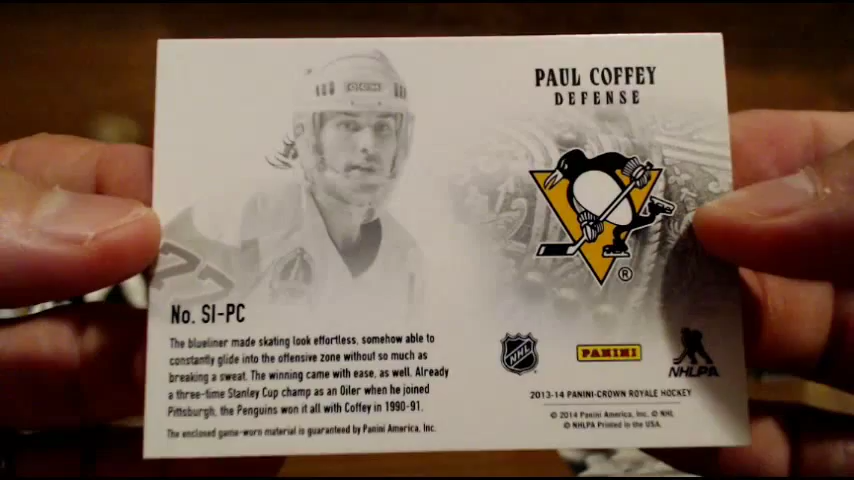 CCM
77
PAUL COFFEY
DEFENSE
No. SI-PC
The blueliner made skating look effortless, somehow able to
constantly glide into the offensive zone without so much as
breaking a sweat. The winning came with ease, as well. Already
a three-time Stanley Cup champ as an Oiler when he joined
Pittsburgh, the Penguins won it all with Coffey in 1990-91.
The enclosed game-worn material is guaranteed by Panini America, Inc.
®
NHL
PANINI
NHLPA
2013-14 PANINI-CROWN ROYALE HOCKEY
© 2014 Panini America, Inc. © NHL
© NHLPA Printed in the USA.